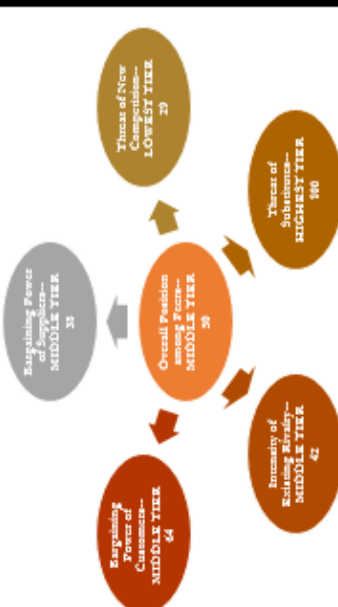 Bargaining Power
of Suppliers--
MIDDLE TIER
38
Threat of New
Competition--
LOWEST TIER
29
Overall Position
among Peers--
MIDDLE TIER
50
Bargaining
Power of
Customers--
MIDDLE TIER
64
Threat of
Substitutes--
HIGHEST TIER
100
Intensity of
Existing Rivalry--
MIDDLE TIER
42